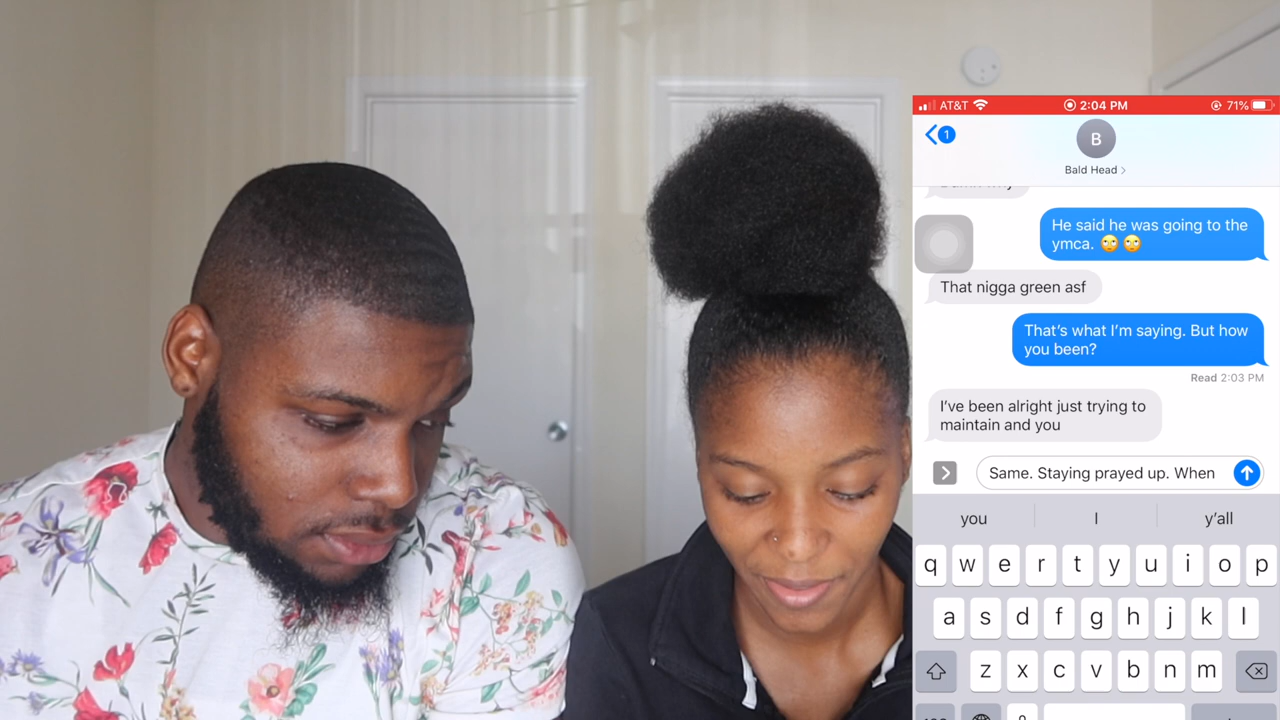 AT&T 2:04 PM 71%
1
B
Bald Head
He said he was going to the
ymca. 🙄 🙄
That nigga green asf
That's what I'm saying. But how
you been?
Read 2:03 PM
I've been alright just trying to
maintain and you
Same. Staying prayed up. When
you I y'all
q w e r t y u i o p
a s d f g h j k l
z x c v b n m